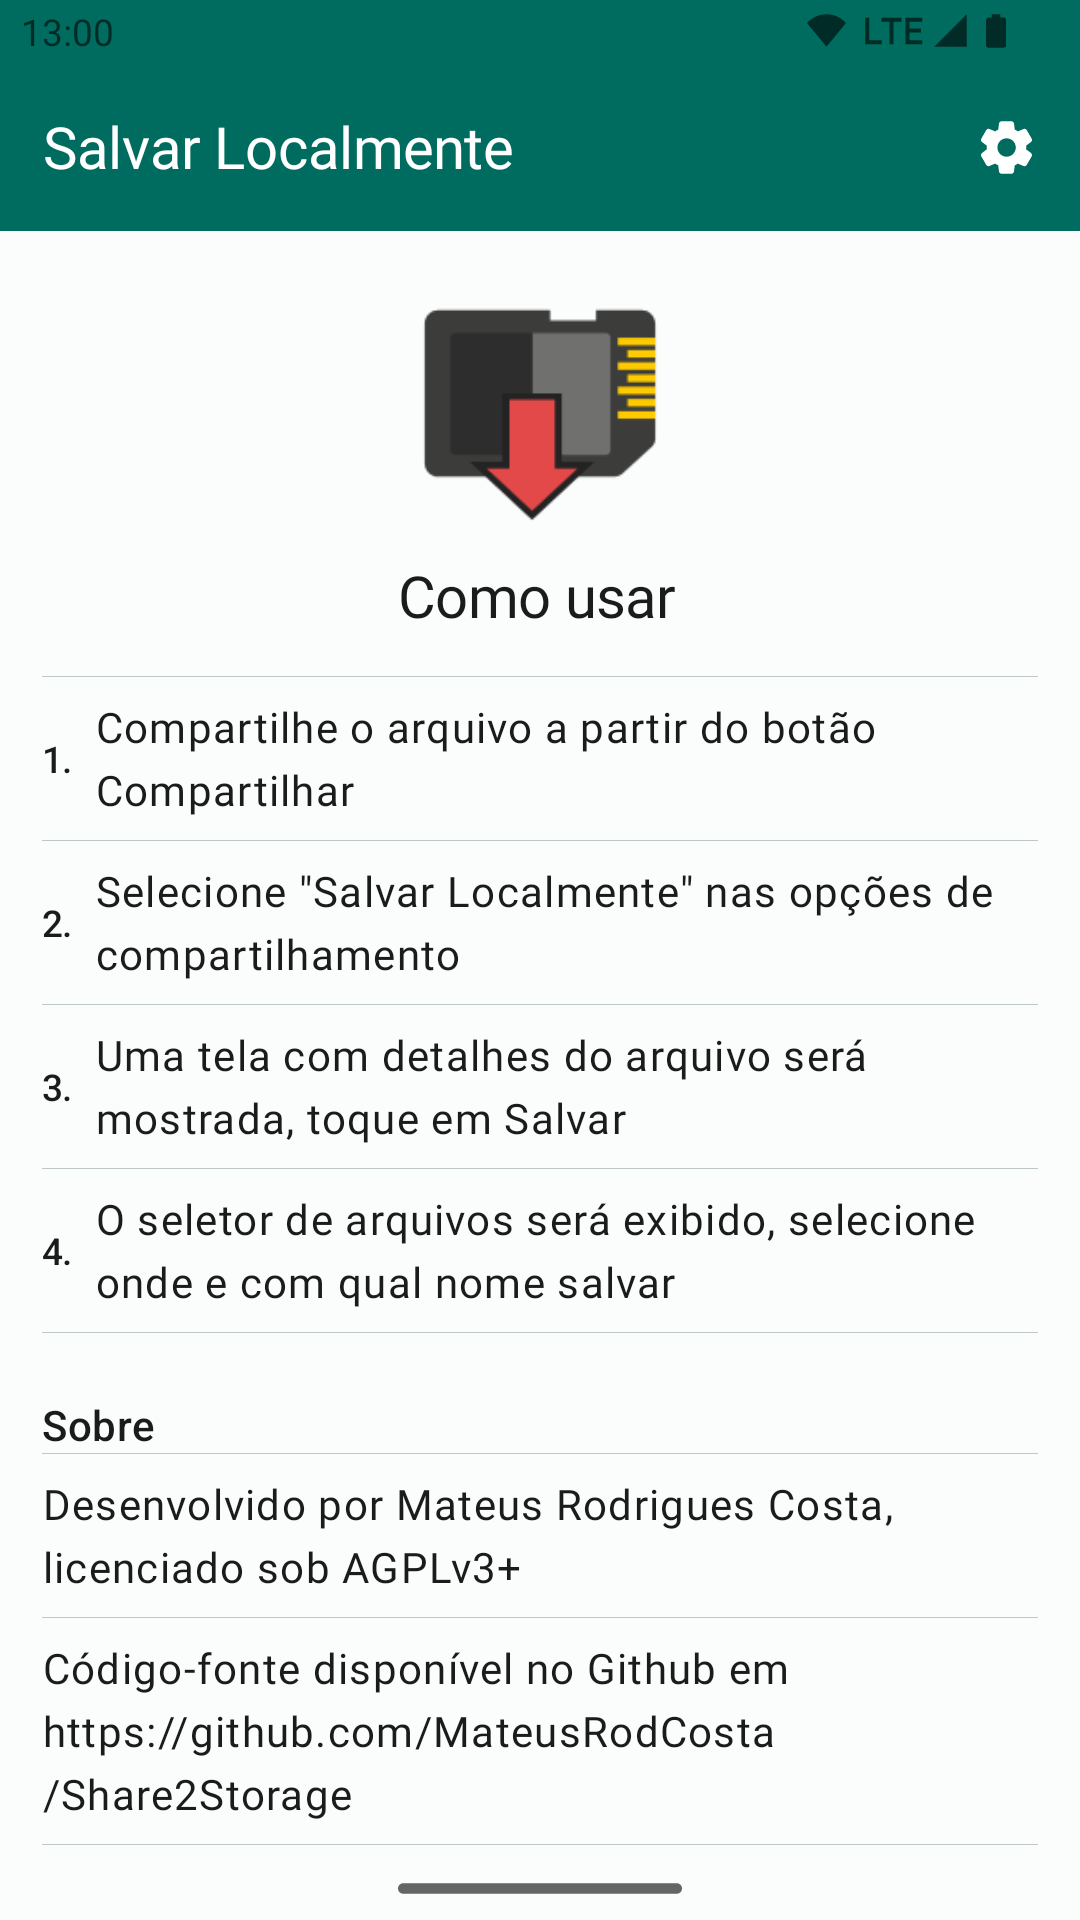 13:00
LTE
Salvar Localmente
Como usar
1. Compartilhe o arquivo a partir do botão
Compartilhar
2. Selecione "Salvar Localmente" nas opções de
compartilhamento
3. Uma tela com detalhes do arquivo será
mostrada, toque em Salvar
4. O seletor de arquivos será exibido, selecione
onde e com qual nome salvar
Sobre
Desenvolvido por Mateus Rodrigues Costa,
licenciado sob AGPLv3+
Código-fonte disponível no Github em
https://github.com/MateusRodCosta
/Share2Storage